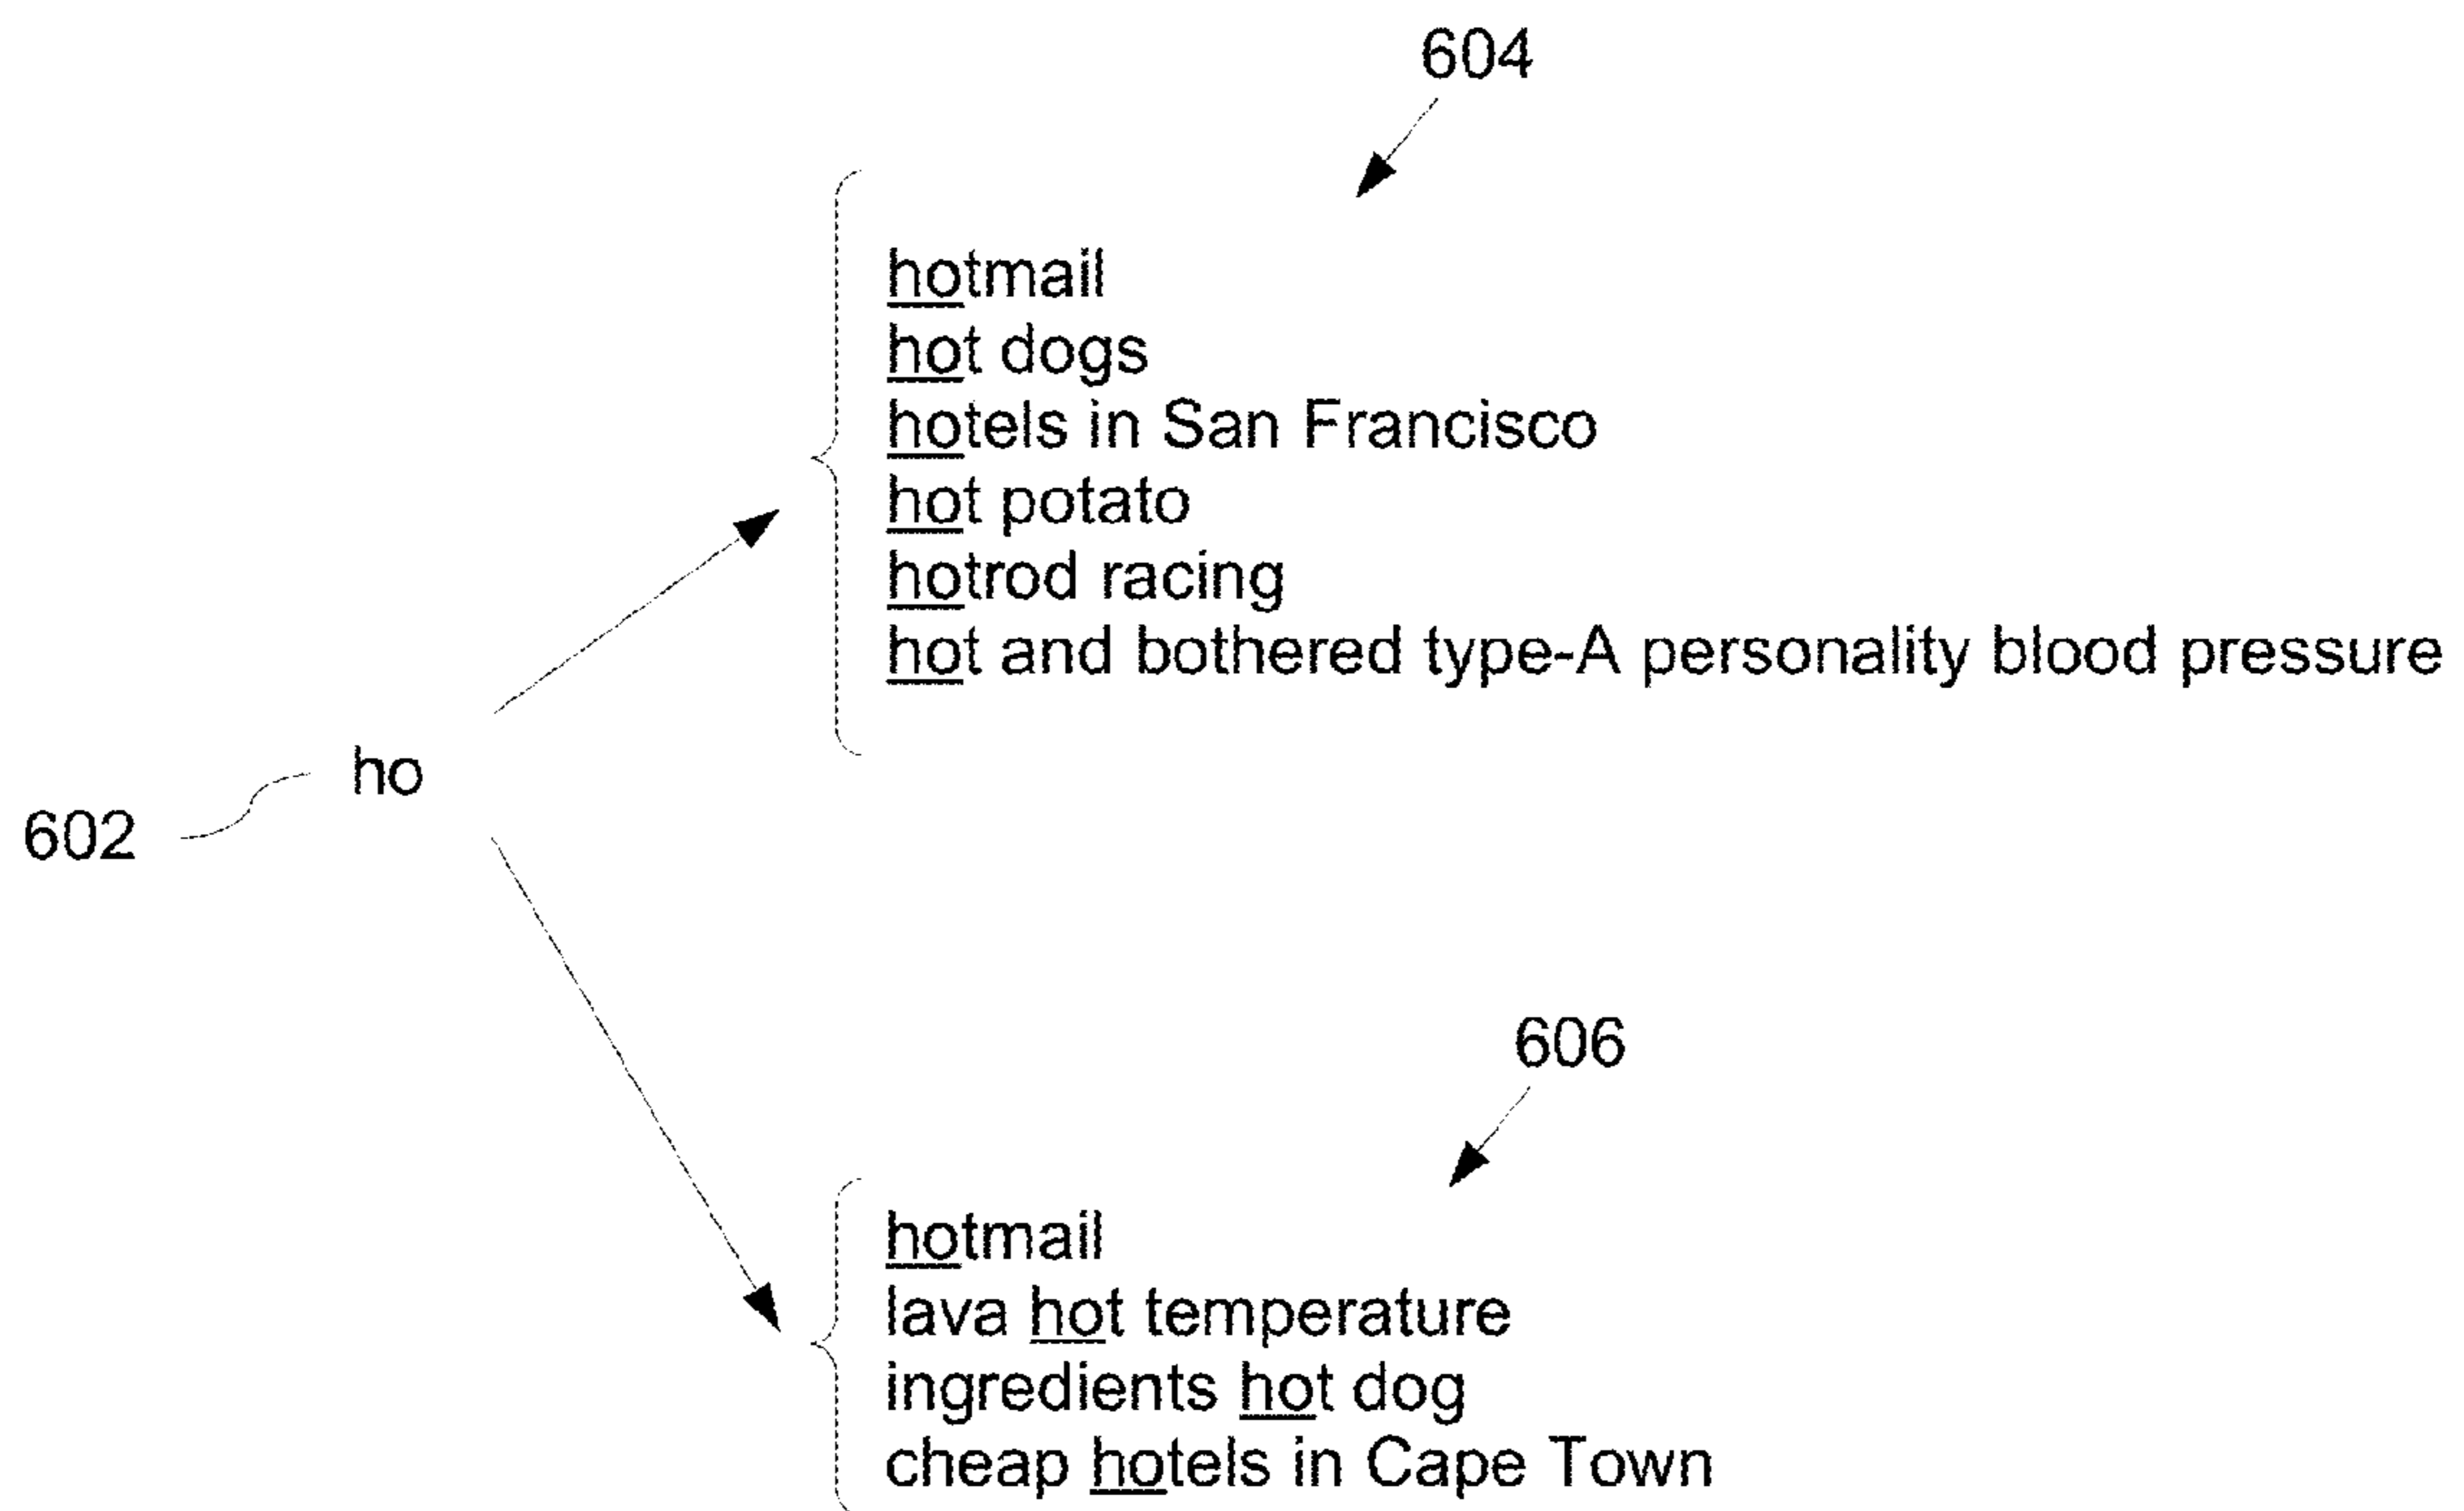 604
hotmail
hot dogs
hotels in San Francisco
hot potato
hotrod racing
hot and bothered type-A personality blood pressure
ho
602
606
hotmail
lava hot temperature
ingredients hot dog
cheap hotels in Cape Town